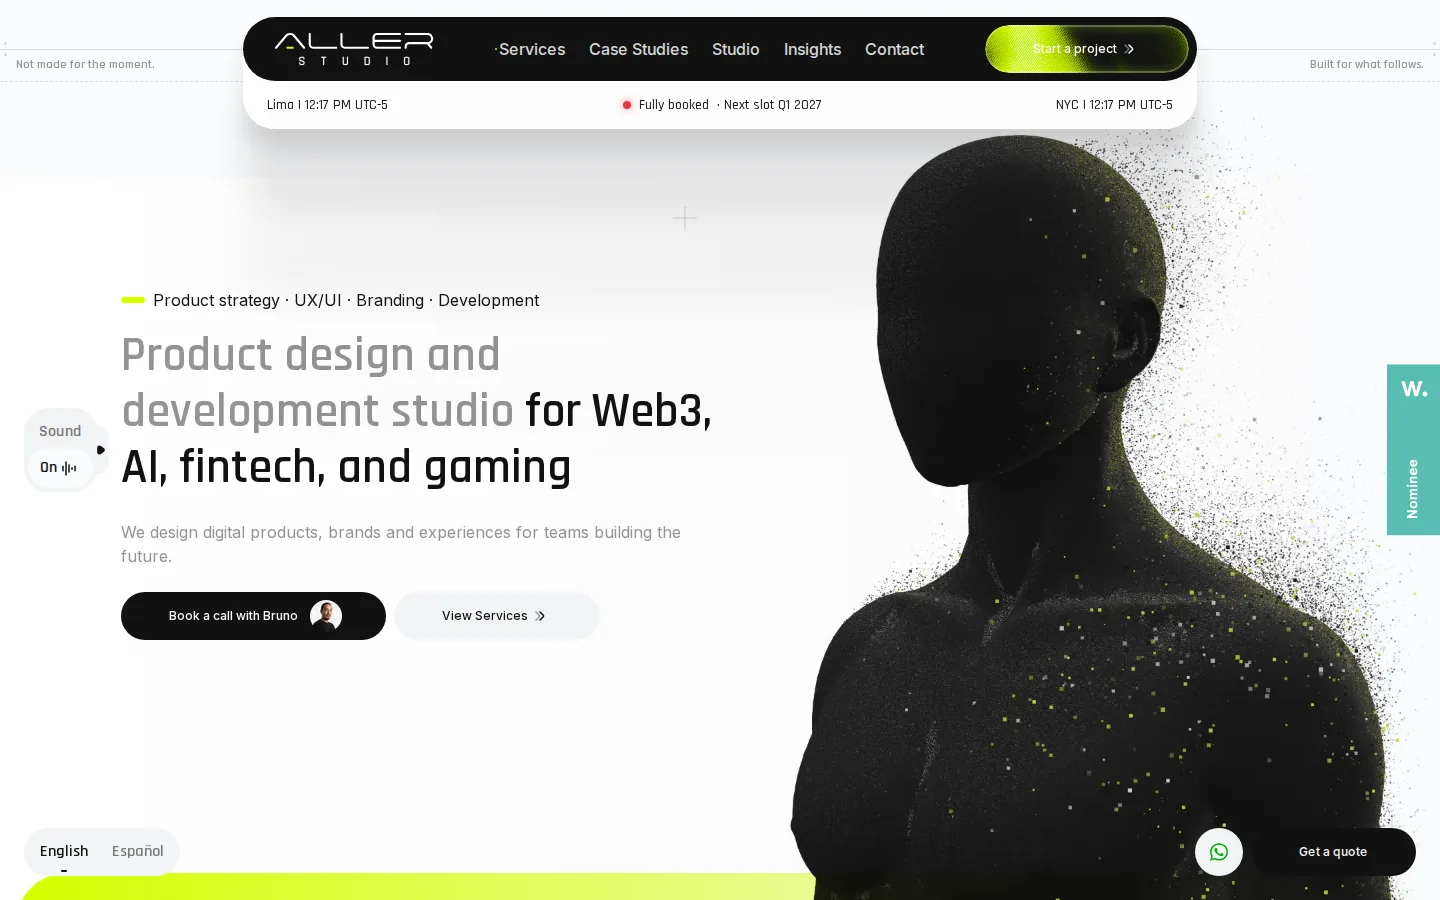 Not made for the moment.
ALLER
STUDIO
Services
Case Studies
Studio
Insights
Contact
Start a project
Built for what follows.
Lima | 12:17 PM UTC-5
Fully booked · Next slot Q1 2027
NYC | 12:17 PM UTC-5
Product strategy · UX/UI · Branding · Development
Product design and
development studio for Web3,
AI, fintech, and gaming
Sound
On
We design digital products, brands and experiences for teams building the
future.
Book a call with Bruno
View Services
W.
Nominee
English
Español
Get a quote